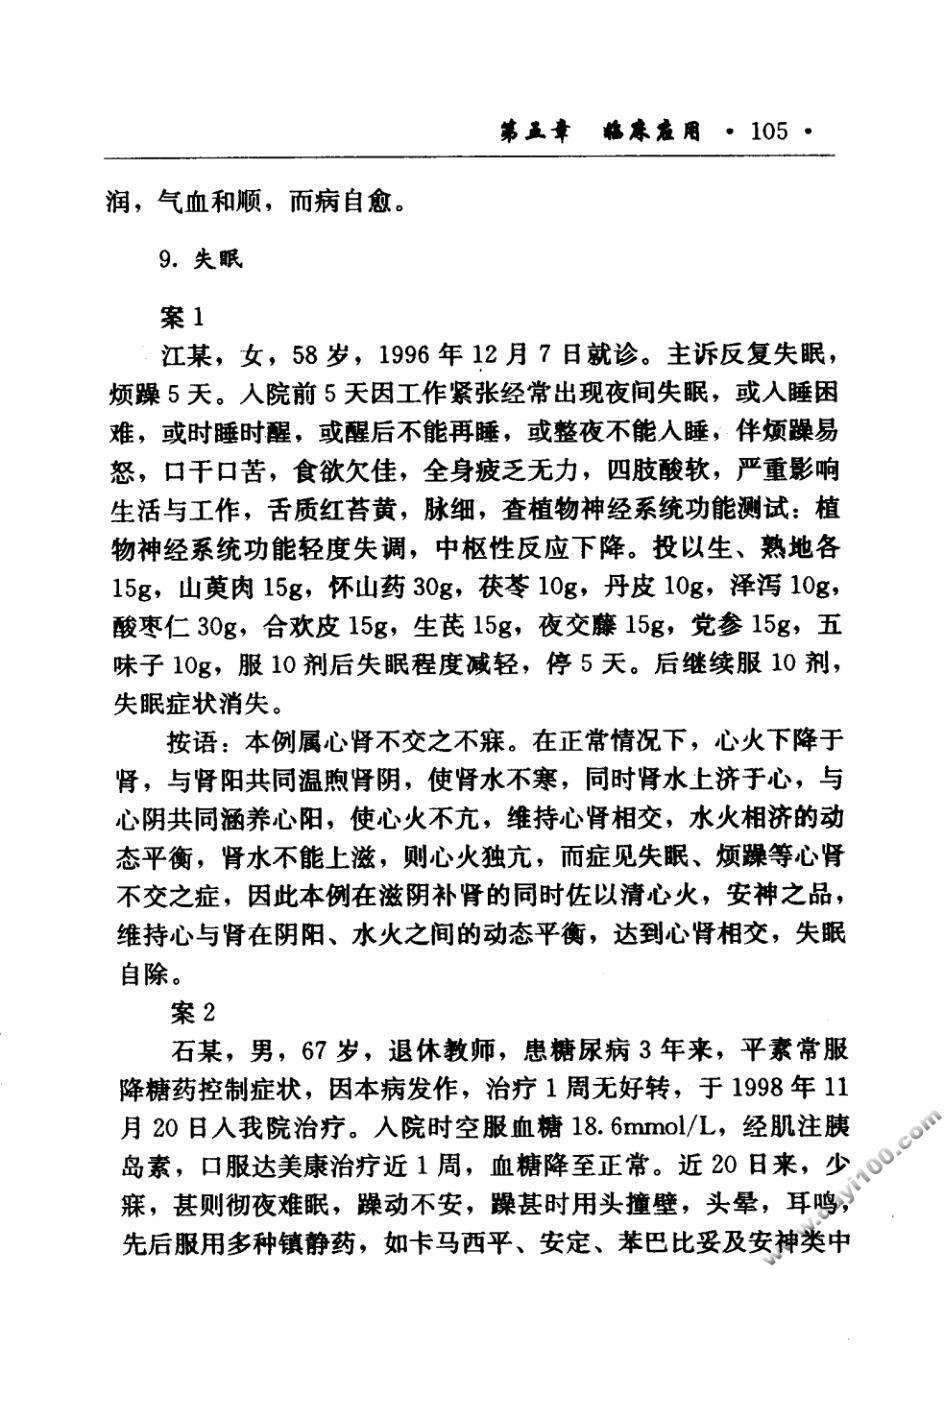 第五章 临床应用 · 105 ·
润，气血和顺，而病自愈。
9. 失眠
案 1
江某，女，58 岁，1996 年 12 月 7 日就诊。主诉反复失眠，
烦躁 5 天。入院前 5 天因工作紧张经常出现夜间失眠，或入睡困
难，或时睡时醒，或醒后不能再睡，或整夜不能入睡，伴烦躁易
怒，口干口苦，食欲欠佳，全身疲乏无力，四肢酸软，严重影响
生活与工作，舌质红苔黄，脉细，查植物神经系统功能测试：植
物神经系统功能轻度失调，中枢性反应下降。投以生、熟地各
15g，山萸肉 15g，怀山药 30g，茯苓 10g，丹皮 10g，泽泻 10g，
酸枣仁 30g，合欢皮 15g，生芪 15g，夜交藤 15g，党参 15g，五
味子 10g，服 10 剂后失眠程度减轻，停 5 天。后继续服 10 剂，
失眠症状消失。
按语：本例属心肾不交之不寐。在正常情况下，心火下降于
肾，与肾阳共同温煦肾阴，使肾水不寒，同时肾水上济于心，与
心阴共同涵养心阳，使心火不亢，维持心肾相交，水火相济的动
态平衡，肾水不能上滋，则心火独亢，而症见失眠、烦躁等心肾
不交之症，因此本例在滋阴补肾的同时佐以清心火，安神之品，
维持心与肾在阴阳、水火之间的动态平衡，达到心肾相交，失眠
自除。
案 2
石某，男，67 岁，退休教师，患糖尿病 3 年来，平素常服
降糖药控制症状，因本病发作，治疗 1 周无好转，于 1998 年 11
月 20 日入我院治疗。入院时空服血糖 18.6mmol/L，经肌注胰
岛素，口服达美康治疗近 1 周，血糖降至正常。近 20 日来，少
寐，甚则彻夜难眠，躁动不安，躁甚时用头撞壁，头晕，耳鸣，
先后服用多种镇静药，如卡马西平、安定、苯巴比妥及安神类中
www.dayi100.com